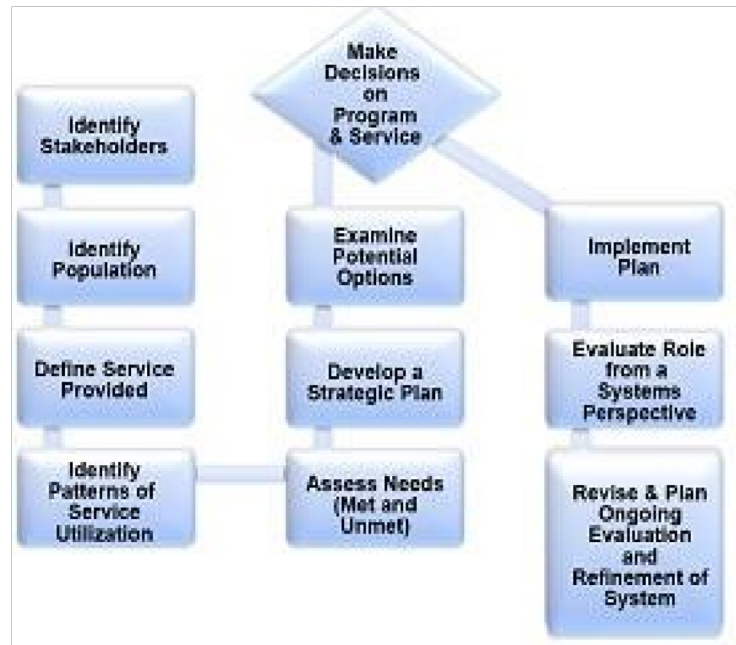 Identify
Stakeholders
Identify
Population
Define Service
Provided
Identify
Patterns of
Service
Utilization
Assess Needs
(Met and
Unmet)
Develop a
Strategic Plan
Examine
Potential
Options
Make
Decisions
on
Program
& Service
Implement
Plan
Evaluate Role
from a
Systems
Perspective
Revise & Plan
Ongoing
Evaluation
and
Refinement of
System